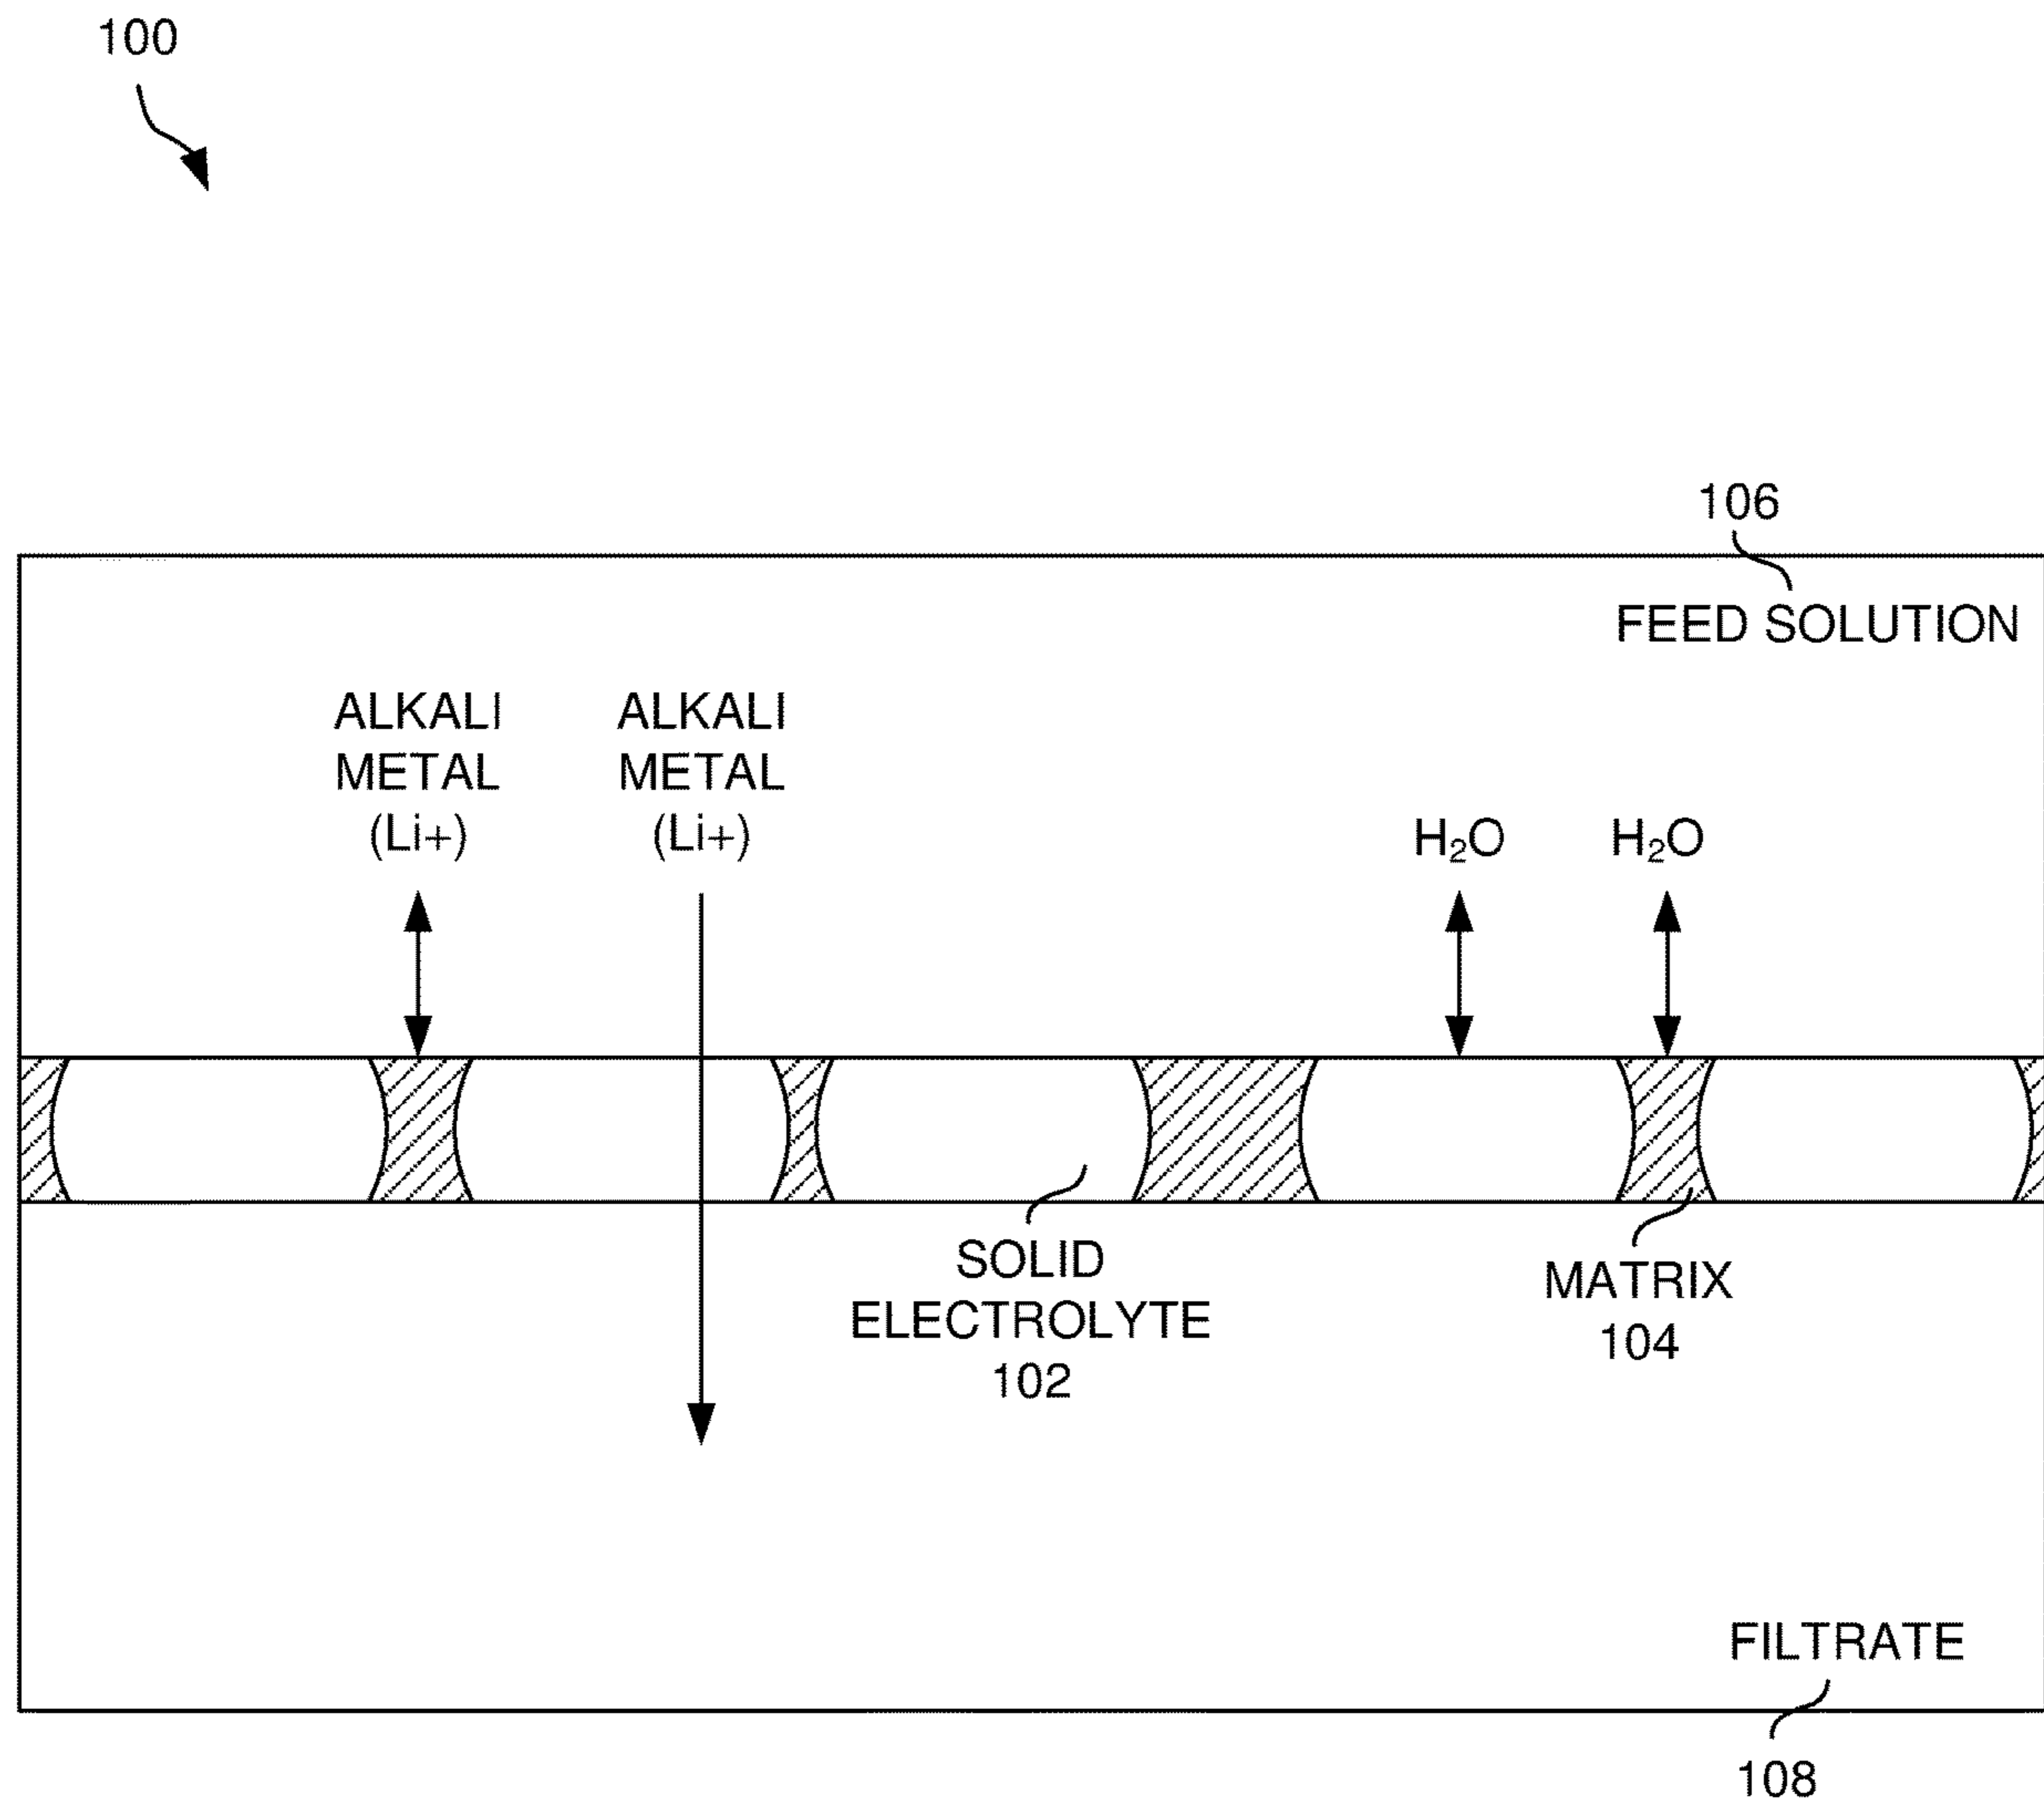 100
106
FEED SOLUTION
ALKALI
METAL
(Li+)
ALKALI
METAL
(Li+)
H₂O
H₂O
SOLID
ELECTROLYTE
102
MATRIX
104
FILTRATE
108